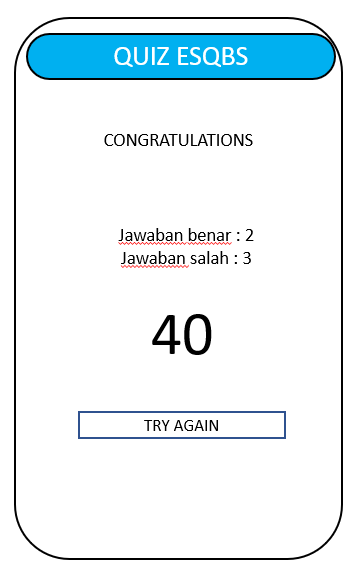 QUIZ ESQBS
CONGRATULATIONS
Jawaban benar : 2
Jawaban salah : 3
40
TRY AGAIN